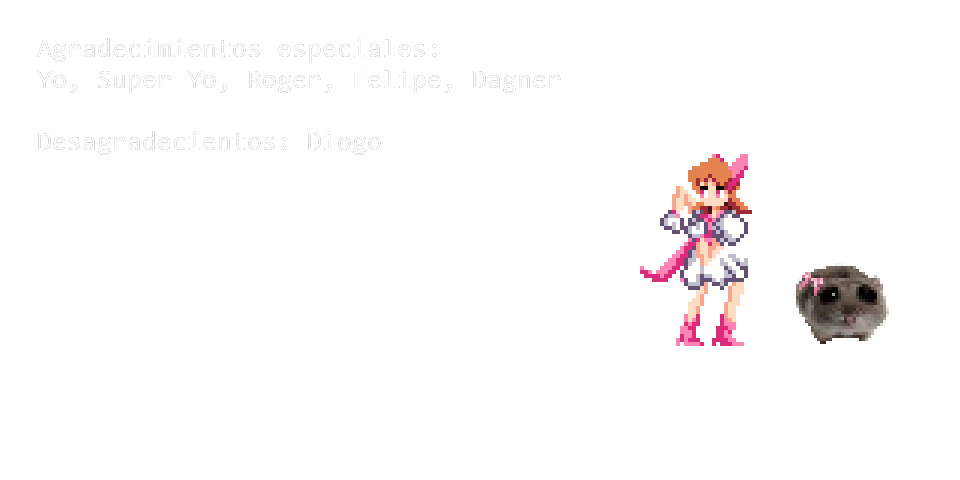 Agradecimientos especiales:
Yo, Super Yo, Roger, Felipe, Dagner
Desagradecientos: Diogo